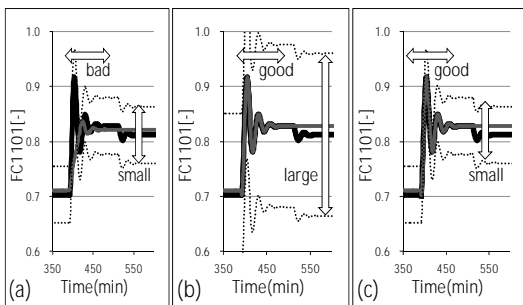 1.0
bad
0.9
FC1101[-]
0.8
0.7
small
0.6
350
450
550
(a)
Time(min)
1.0
good
0.9
FC1101[-]
0.8
0.7
large
0.6
350
450
550
(b)
Time(min)
1.0
good
0.9
FC1101[-]
0.8
0.7
small
0.6
350
450
550
(c)
Time(min)